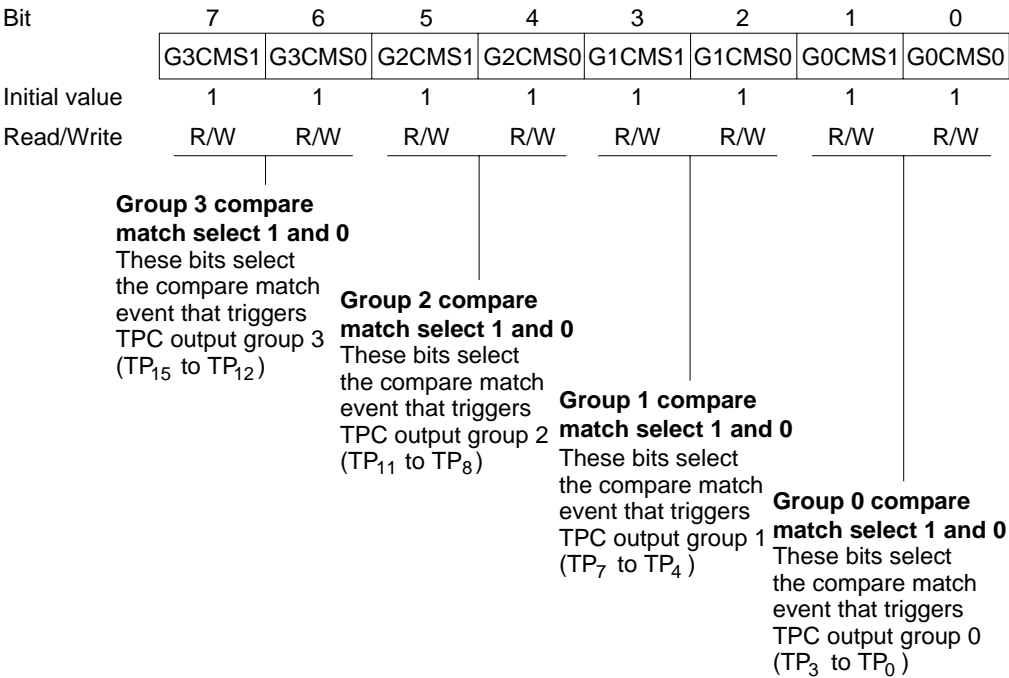 Bit 7 6 5 4 3 2 1 0
G3CMS1 G3CMS0 G2CMS1 G2CMS0 G1CMS1 G1CMS0 G0CMS1 G0CMS0
Initial value 1 1 1 1 1 1 1 1
Read/Write R/W R/W R/W R/W R/W R/W R/W R/W
Group 3 compare
match select 1 and 0
These bits select
the compare match
event that triggers
TPC output group 3
(TP15 to TP12)
Group 2 compare
match select 1 and 0
These bits select
the compare match
event that triggers
TPC output group 2
(TP11 to TP8)
Group 1 compare
match select 1 and 0
These bits select
the compare match
event that triggers
TPC output group 1
(TP7 to TP4)
Group 0 compare
match select 1 and 0
These bits select
the compare match
event that triggers
TPC output group 0
(TP3 to TP0)